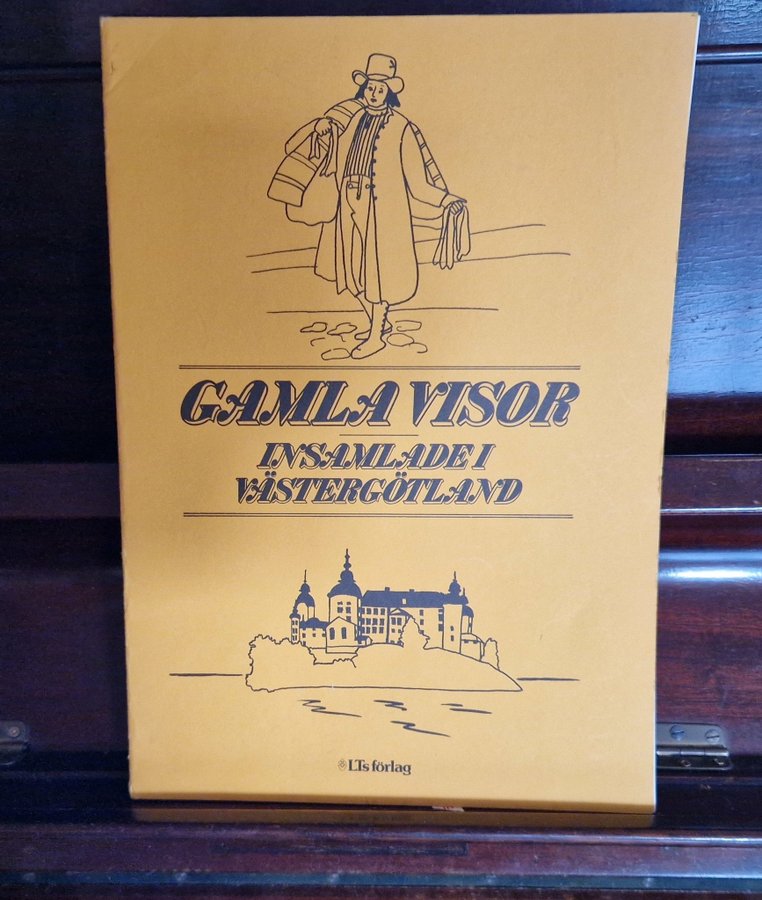 GAMLA VISOR
INSAMLADE I
VÄSTERGÖTLAND
LTs förlag